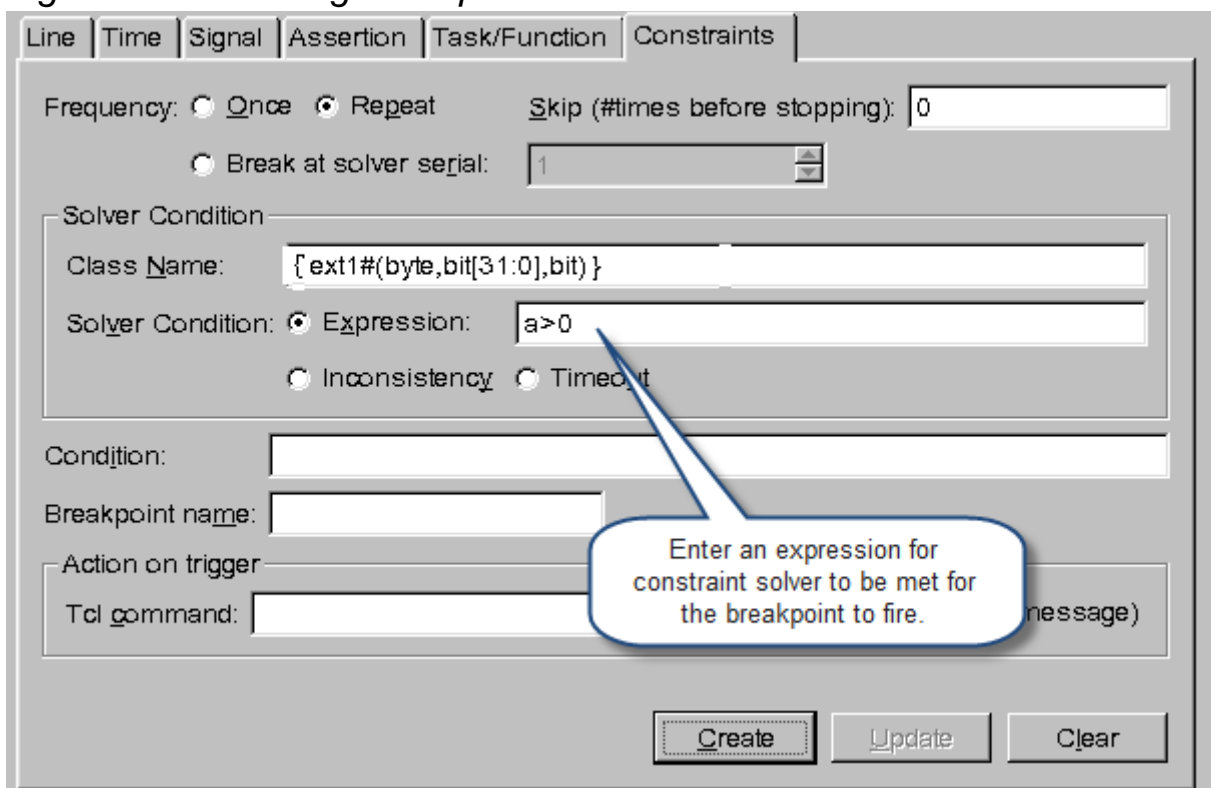 Line Time Signal Assertion Task/Function Constraints
Frequency: Once Repeat Skip (#times before stopping): 0
Break at solver serial: 1
Solver Condition
Class Name: {ext1#(byte,bit[31:0],bit)}
Solver Condition: Expression: a>0
Inconsistency Timeout
Condition:
Breakpoint name:
Action on trigger
Enter an expression for
constraint solver to be met for
the breakpoint to fire.
Tcl command: message)
Create Update Clear